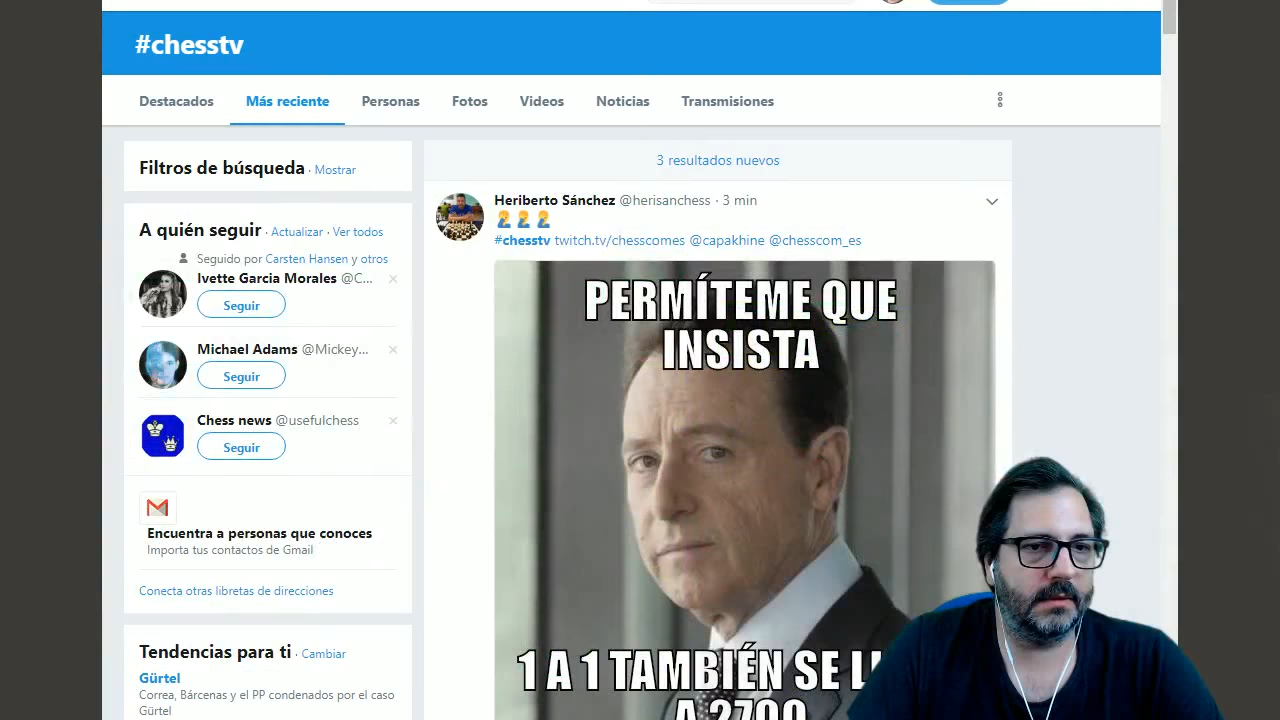 #chesstv
Destacados
Más reciente
Personas
Fotos
Videos
Noticias
Transmisiones
Filtros de búsqueda · Mostrar
A quién seguir · Actualizar · Ver todos
Seguido por Carsten Hansen y otros
Ivette Garcia Morales @C...
Seguir
Michael Adams @Mickey...
Seguir
Chess news @usefulchess
Seguir
Encuentra a personas que conoces
Importa tus contactos de Gmail
Conecta otras libretas de direcciones
Tendencias para ti · Cambiar
Gürtel
Correa, Bárcenas y el PP condenados por el caso
Gürtel
3 resultados nuevos
Heriberto Sánchez @herisanchess · 3 min
#chesstv twitch.tv/chesscomes @capakhine @chesscom_es
PERMÍTEME QUE
INSISTA
1 A 1 TAMBIÉN SE
A 2700